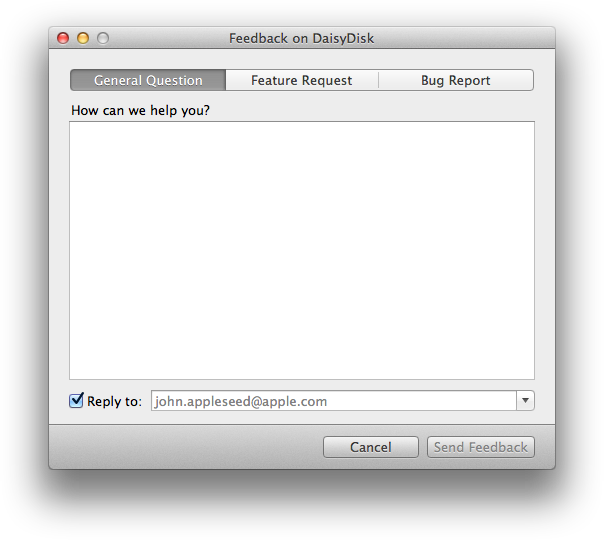 Feedback on DaisyDisk
General Question Feature Request Bug Report
How can we help you?
Reply to: john.appleseed@apple.com
Cancel Send Feedback